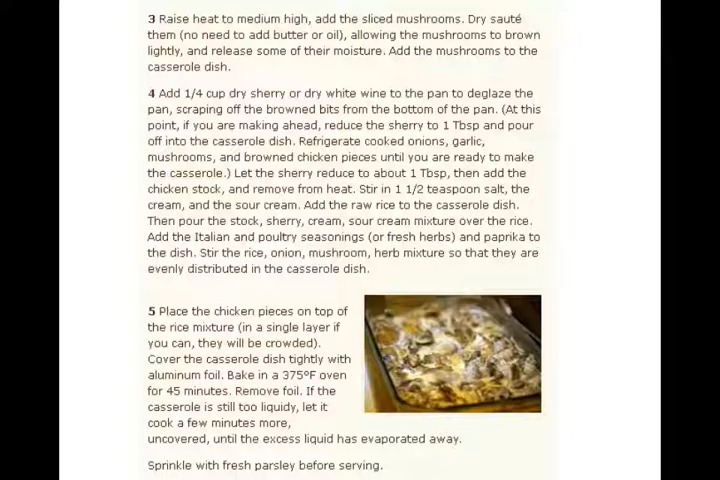 3 Raise heat to medium high, add the sliced mushrooms. Dry sauté
them (no need to add butter or oil), allowing the mushrooms to brown
lightly, and release some of their moisture. Add the mushrooms to the
casserole dish.
4 Add 1/4 cup dry sherry or dry white wine to the pan to deglaze the
pan, scraping off the browned bits from the bottom of the pan. (At this
point, if you are making ahead, reduce the sherry to 1 Tbsp and pour
off into the casserole dish. Refrigerate cooked onions, garlic,
mushrooms, and browned chicken pieces until you are ready to make
the casserole.) Let the sherry reduce to about 1 Tbsp, then add the
chicken stock, and remove from heat. Stir in 1 1/2 teaspoon salt, the
cream, and the sour cream. Add the raw rice to the casserole dish.
Then pour the stock, sherry, cream, sour cream mixture over the rice.
Add the Italian and poultry seasonings (or fresh herbs) and paprika to
the dish. Stir the rice, onion, mushroom, herb mixture so that they are
evenly distributed in the casserole dish.
5 Place the chicken pieces on top of
the rice mixture (in a single layer if
you can, they will be crowded).
Cover the casserole dish tightly with
aluminum foil. Bake in a 375°F oven
for 45 minutes. Remove foil. If the
casserole is still too liquidy, let it
cook a few minutes more,
uncovered, until the excess liquid has evaporated away.
Sprinkle with fresh parsley before serving.